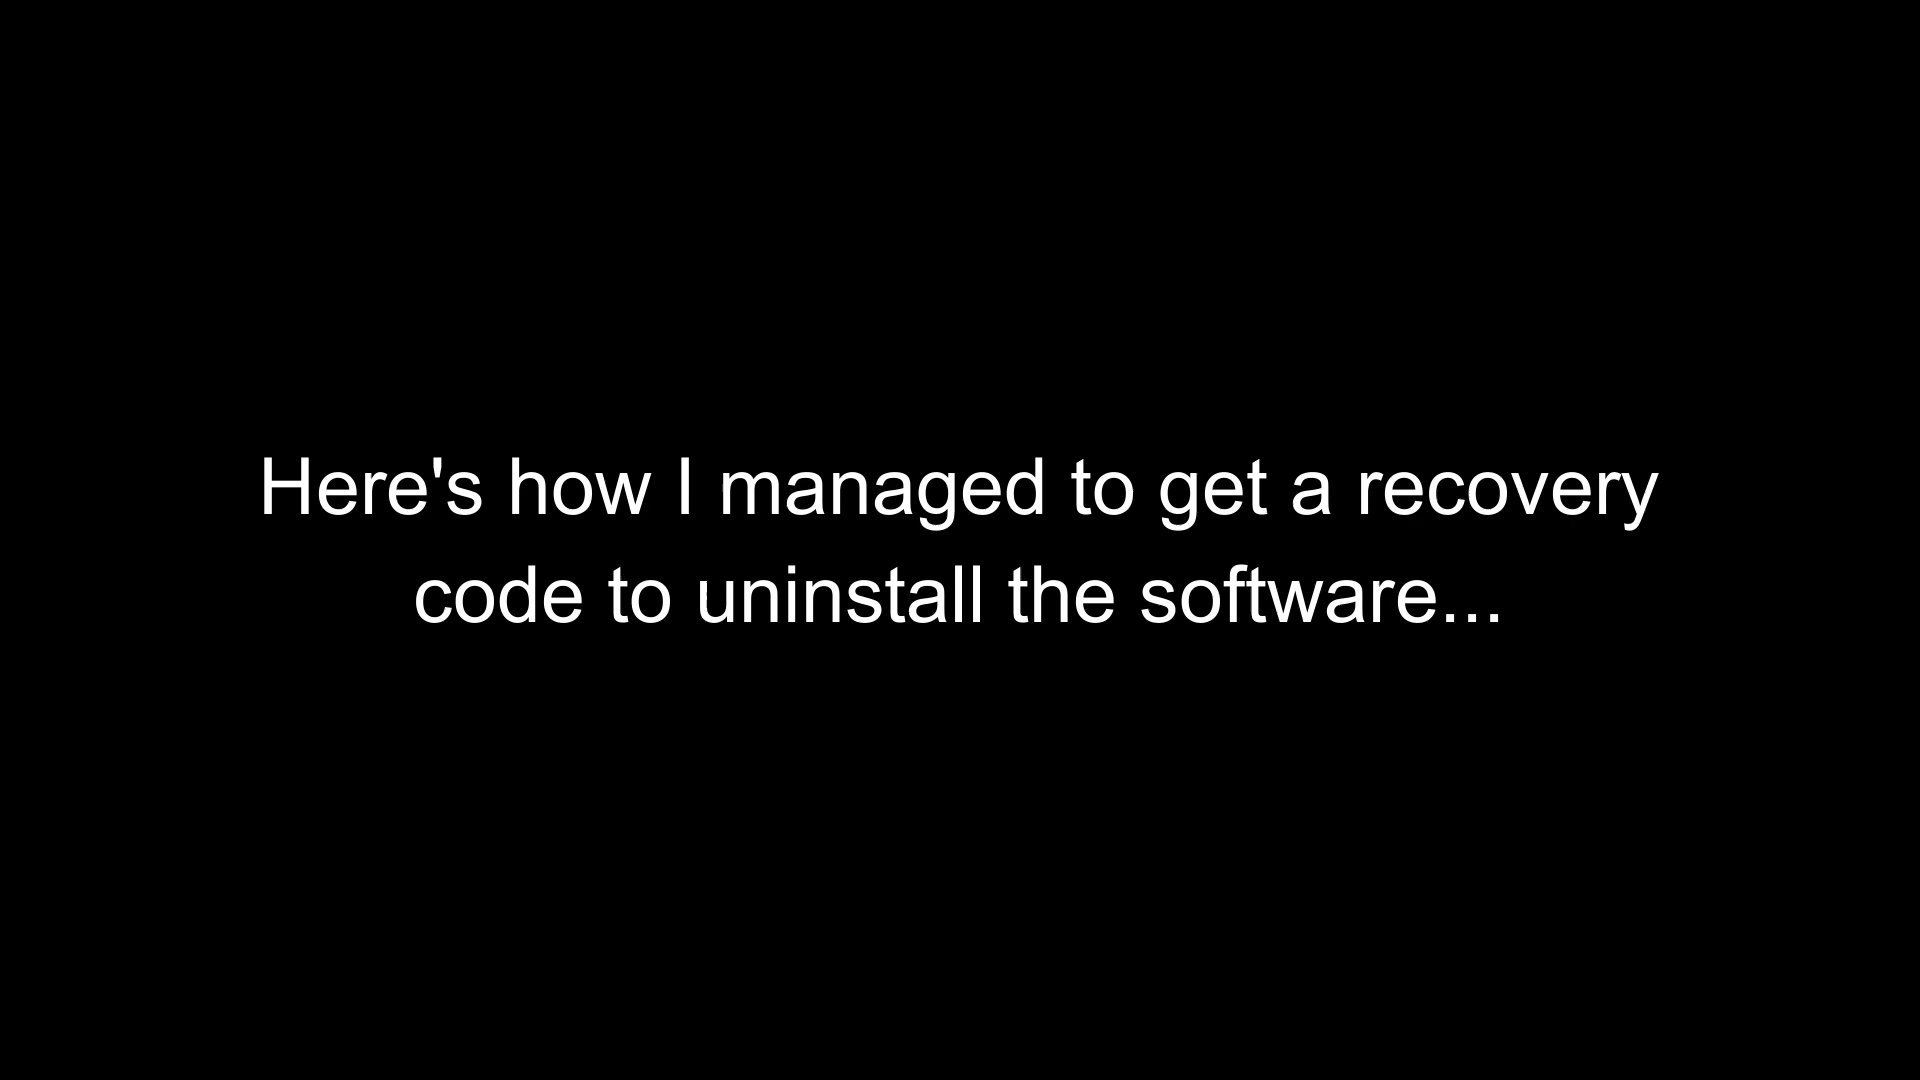 Here's how I managed to get a recovery
code to uninstall the software...